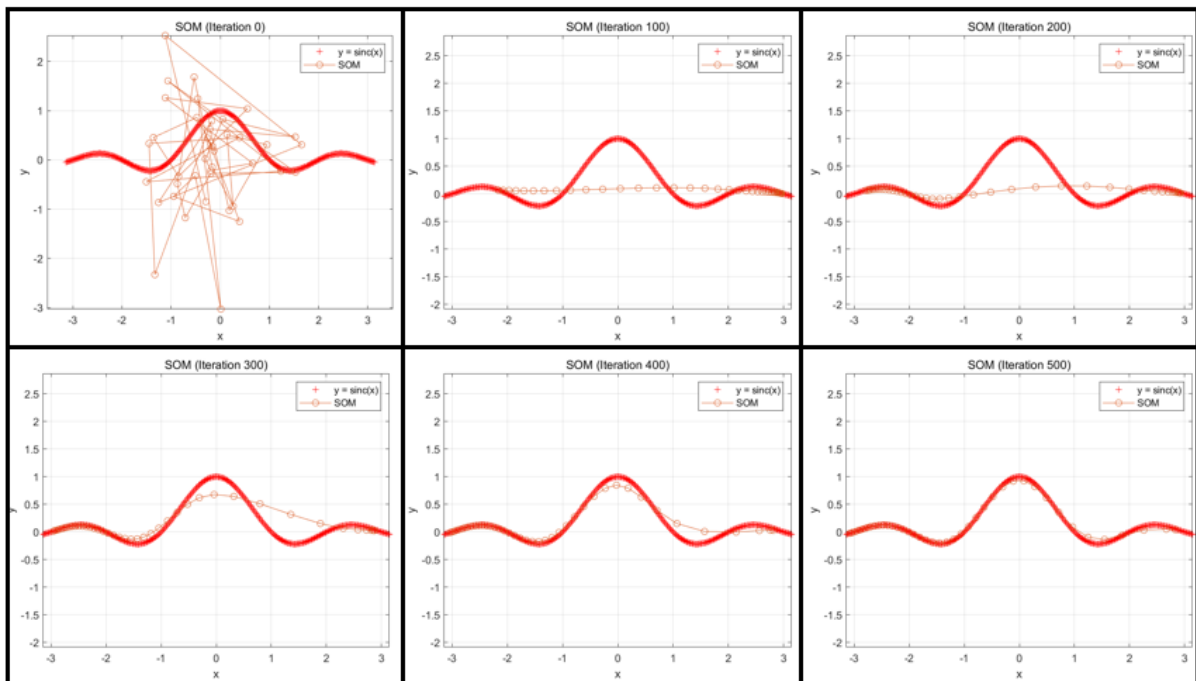 SOM (Iteration 0)
y = sinc(x)
SOM
2
1
0
-1
-2
-3
y
-3 -2 -1 0 1 2 3
x
SOM (Iteration 100)
y = sinc(x)
SOM
2.5
2
1.5
1
0.5
0
-0.5
-1
-1.5
-2
y
-3 -2 -1 0 1 2 3
x
SOM (Iteration 200)
y = sinc(x)
SOM
2.5
2
1.5
1
0.5
0
-0.5
-1
-1.5
-2
y
-3 -2 -1 0 1 2 3
x
SOM (Iteration 300)
y = sinc(x)
SOM
2.5
2
1.5
1
0.5
0
-0.5
-1
-1.5
-2
y
-3 -2 -1 0 1 2 3
x
SOM (Iteration 400)
y = sinc(x)
SOM
2.5
2
1.5
1
0.5
0
-0.5
-1
-1.5
-2
y
-3 -2 -1 0 1 2 3
x
SOM (Iteration 500)
y = sinc(x)
SOM
2.5
2
1.5
1
0.5
0
-0.5
-1
-1.5
-2
y
-3 -2 -1 0 1 2 3
x